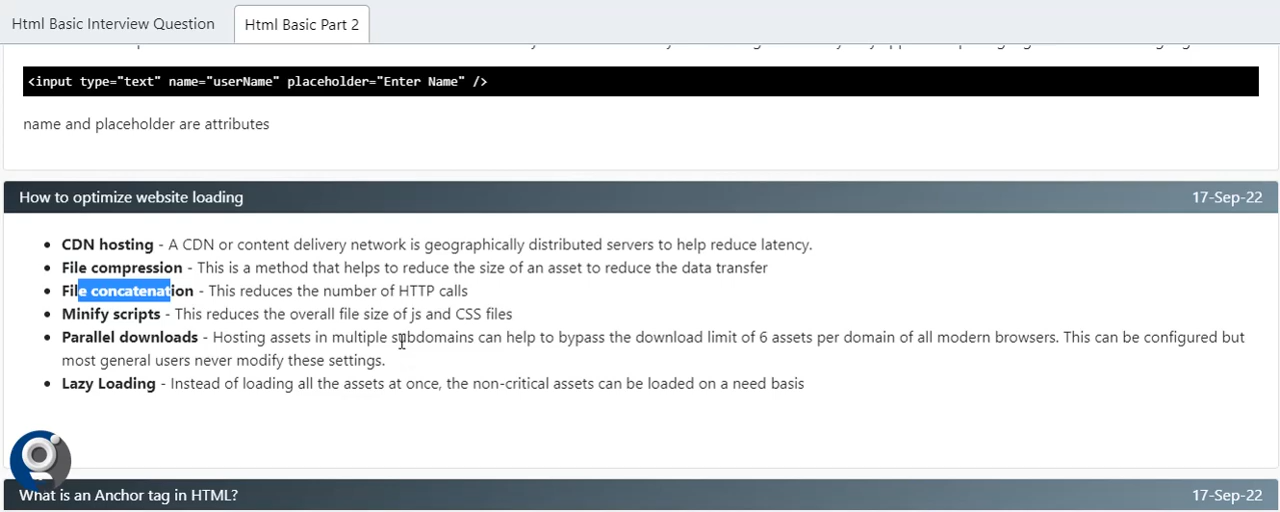 Html Basic Interview Question
Html Basic Part 2
<input type="text" name="userName" placeholder="Enter Name" />
name and placeholder are attributes
How to optimize website loading 17-Sep-22
• CDN hosting - A CDN or content delivery network is geographically distributed servers to help reduce latency.
• File compression - This is a method that helps to reduce the size of an asset to reduce the data transfer
• File concatenation - This reduces the number of HTTP calls
• Minify scripts - This reduces the overall file size of js and CSS files
• Parallel downloads - Hosting assets in multiple subdomains can help to bypass the download limit of 6 assets per domain of all modern browsers. This can be configured but
most general users never modify these settings.
• Lazy Loading - Instead of loading all the assets at once, the non-critical assets can be loaded on a need basis
What is an Anchor tag in HTML? 17-Sep-22